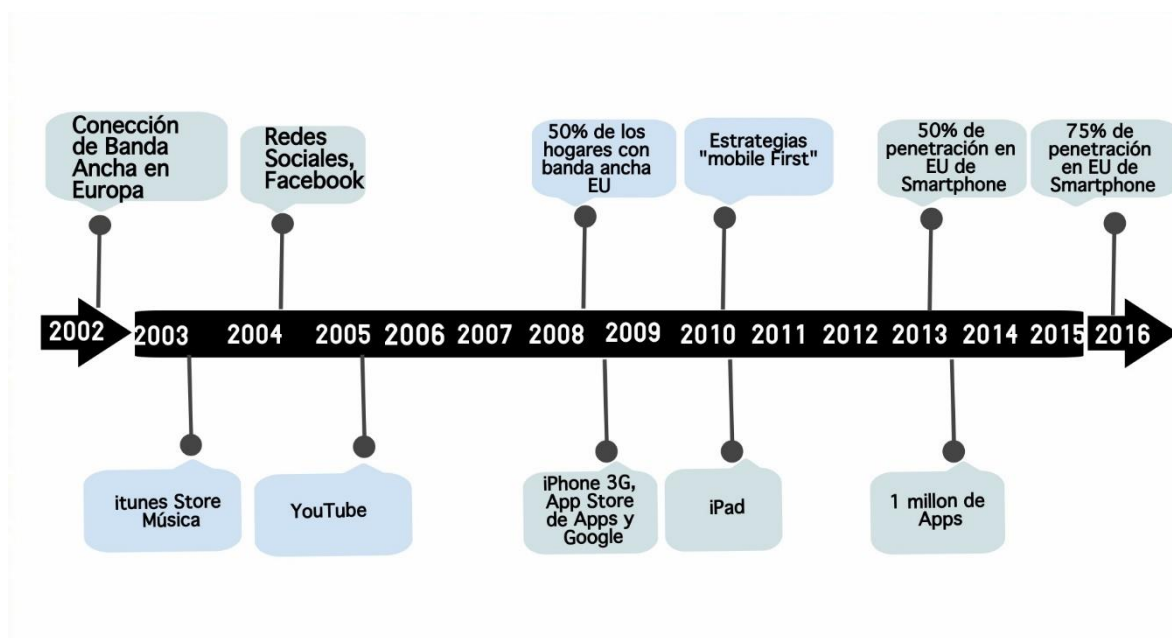 Conección
de Banda
Ancha en
Europa
Redes
Sociales,
Facebook
50% de los
hogares con
banda ancha
EU
Estrategias
"mobile First"
50% de
penetración en
EU de
Smartphone
75% de
penetración
en EU de
Smartphone
2002 2003 2004 2005 2006 2007 2008 2009 2010 2011 2012 2013 2014 2015 2016
itunes Store
Música
YouTube
iPhone 3G,
App Store
de Apps y
Google
iPad
1 millon de
Apps